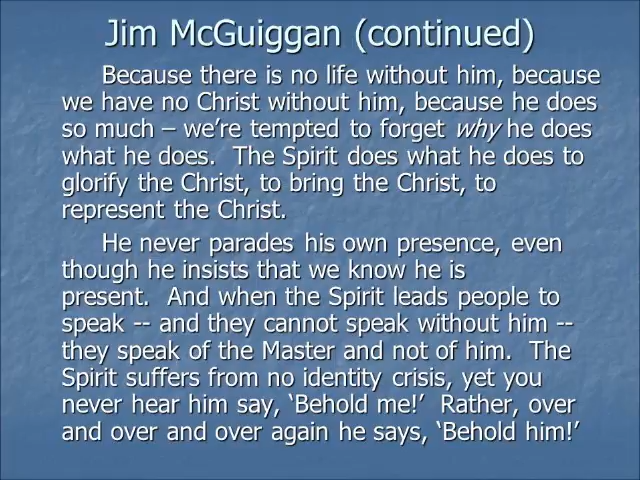 Jim McGuiggan (continued)
Because there is no life without him, because
we have no Christ without him, because he does
so much – we’re tempted to forget why he does
what he does.  The Spirit does what he does to
glorify the Christ, to bring the Christ, to
represent the Christ.
He never parades his own presence, even
though he insists that we know he is
present.  And when the Spirit leads people to
speak -- and they cannot speak without him --
they speak of the Master and not of him.  The
Spirit suffers from no identity crisis, yet you
never hear him say, ‘Behold me!’  Rather, over
and over and over again he says, ‘Behold him!’